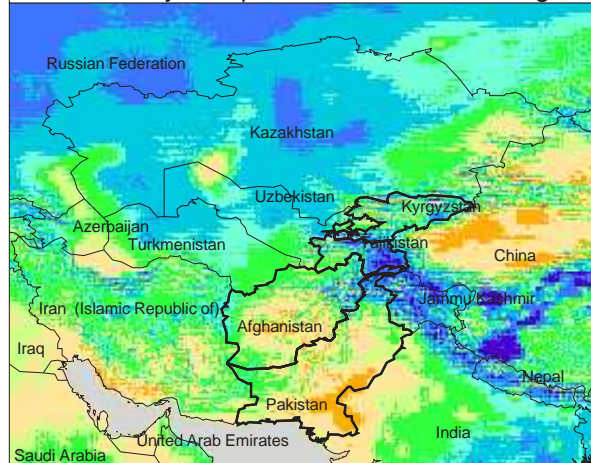 Russian Federation
Kazakhstan
Uzbekistan
Kyrgyzstan
Azerbaijan
Turkmenistan
Tajikistan
China
Iran (Islamic Republic of)
Jammu Kashmir
Afghanistan
Iraq
Nepal
Pakistan
United Arab Emirates
India
Saudi Arabia